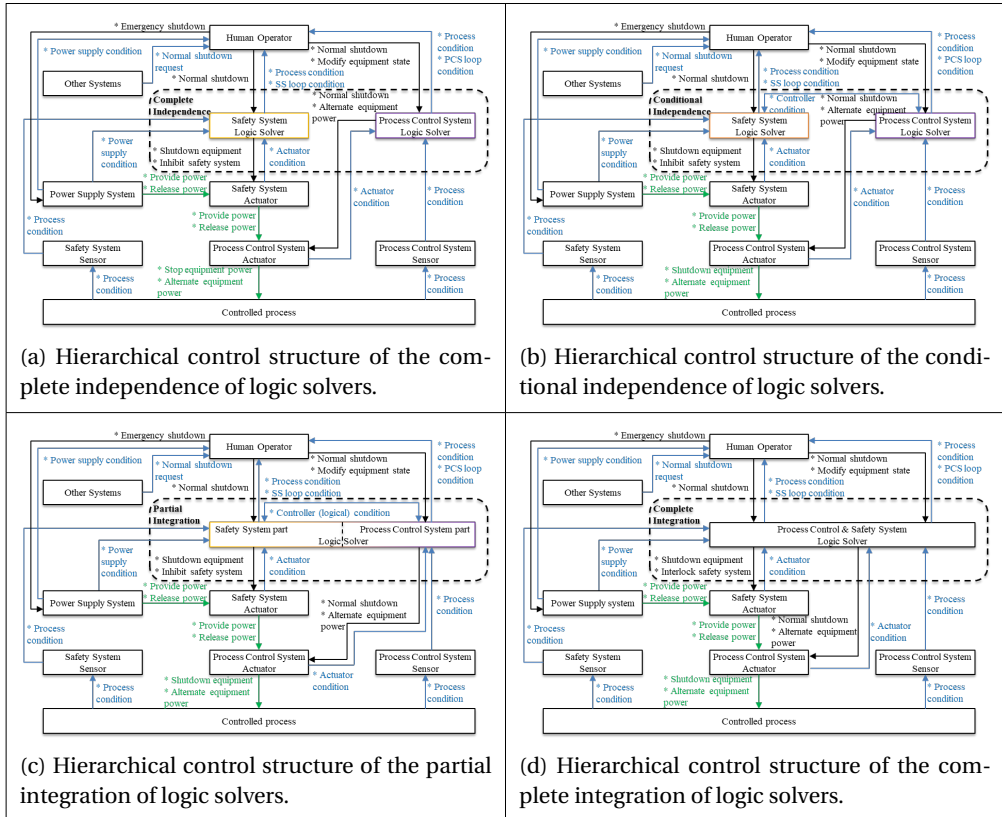 * Emergency shutdown
Human Operator
* Power supply condition
* Normal shutdown
request
* Normal shutdown
* Modify equipment state
* Process
condition
* PCS loop
condition
Other Systems
* Normal shutdown
* Process condition
* SS loop condition
Complete
Independence
* Normal shutdown
* Alternate equipment
power
Safety System
Logic Solver
Process Control System
Logic Solver
* Power
supply
condition
* Shutdown equipment
* Inhibit safety system
* Actuator
condition
* Provide power
* Release power
Power Supply System
Safety System
Actuator
* Actuator
condition
* Process
condition
* Provide power
* Release power
* Process
condition
Safety System
Sensor
Process Control System
Actuator
Process Control System
Sensor
* Process
condition
* Stop equipment power
* Alternate equipment
power
* Process
condition
Controlled process
(a) Hierarchical control structure of the com-
plete independence of logic solvers.
* Emergency shutdown
Human Operator
* Power supply condition
* Normal shutdown
request
* Normal shutdown
* Modify equipment state
* Process
condition
* PCS loop
condition
Other Systems
* Normal shutdown
* Process condition
* SS loop condition
Conditional
Independence
* Controller
condition
* Normal shutdown
* Alternate equipment
power
Safety System
Logic Solver
Process Control System
Logic Solver
* Power
supply
condition
* Shutdown equipment
* Inhibit safety system
* Actuator
condition
* Provide power
* Release power
Power Supply System
Safety System
Actuator
* Actuator
condition
* Process
condition
* Provide power
* Release power
* Process
condition
Safety System
Sensor
Process Control System
Actuator
Process Control System
Sensor
* Process
condition
* Shutdown equipment
* Alternate equipment
power
* Process
condition
Controlled process
(b) Hierarchical control structure of the condi-
tional independence of logic solvers.
* Emergency shutdown
Human Operator
* Power supply condition
* Normal shutdown
request
* Normal shutdown
* Modify equipment state
* Process
condition
* PCS loop
condition
Other Systems
* Normal shutdown
* Process condition
* SS loop condition
Partial
Integration
* Controller (logical) condition
Safety System part
Process Control System part
Logic Solver
* Power
supply
condition
* Shutdown equipment
* Inhibit safety system
* Actuator
condition
* Provide power
* Release power
Power Supply System
Safety System
Actuator
* Normal shutdown
* Alternate equipment
power
* Process
condition
* Provide power
* Release power
* Process
condition
Safety System
Sensor
Process Control System
Actuator
* Actuator
condition
Process Control System
Sensor
* Process
condition
* Shutdown equipment
* Alternate equipment
power
* Process
condition
Controlled process
(c) Hierarchical control structure of the partial
integration of logic solvers.
* Emergency shutdown
Human Operator
* Power supply condition
* Normal shutdown
request
* Normal shutdown
* Modify equipment state
* Process
condition
* PCS loop
condition
Other Systems
* Normal shutdown
* Process condition
* SS loop condition
Complete
Integration
Process Control & Safety System
Logic Solver
* Power
supply
condition
* Shutdown equipment
* Interlock safety system
* Actuator
condition
* Provide power
* Release power
Power Supply system
Safety System
Actuator
* Normal shutdown
* Alternate equipment
power
* Actuator
condition
* Process
condition
* Provide power
* Release power
* Process
condition
Safety System
Sensor
Process Control System
Actuator
Process Control System
Sensor
* Process
condition
* Shutdown equipment
* Alternate equipment
power
* Process
condition
Controlled process
(d) Hierarchical control structure of the com-
plete integration of logic solvers.